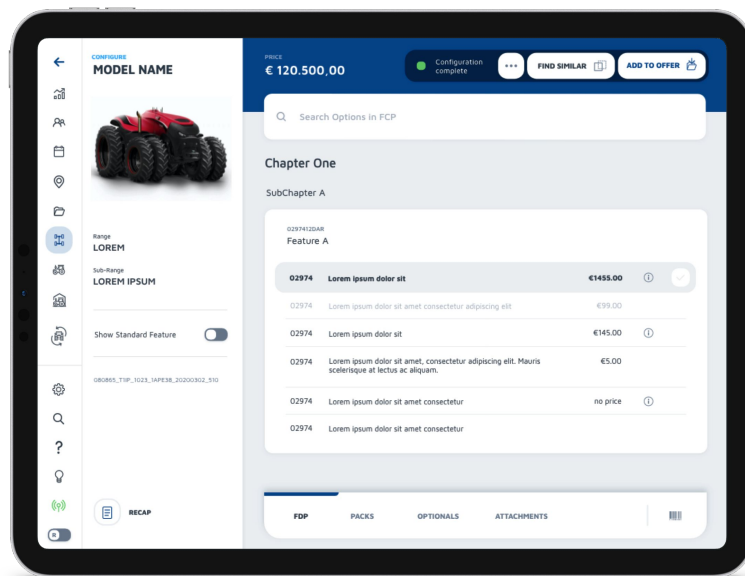 CONFIGURE
MODEL NAME
Range
LOREM
Sub-Range
LOREM IPSUM
Show Standard Feature
RECAP
R
?
PRICE
€ 120.500,00
Configuration
complete
FIND SIMILAR
ADD TO OFFER
Search Options in FCP
Chapter One
SubChapter A
0297412DAR
Feature A
02974 Lorem ipsum dolor sit €1455.00
02974 Lorem ipsum dolor sit amet consectetur adipiscing elit €99.00
02974 Lorem ipsum dolor sit €145.00
02974 Lorem ipsum dolor sit amet, consectetur adipiscing elit. Mauris €5.00
scelerisque at lectus ac aliquam.
02974 Lorem ipsum dolor sit amet consectetur no price
02974 Lorem ipsum dolor sit amet consectetur
FDP PACKS OPTIONALS ATTACHMENTS